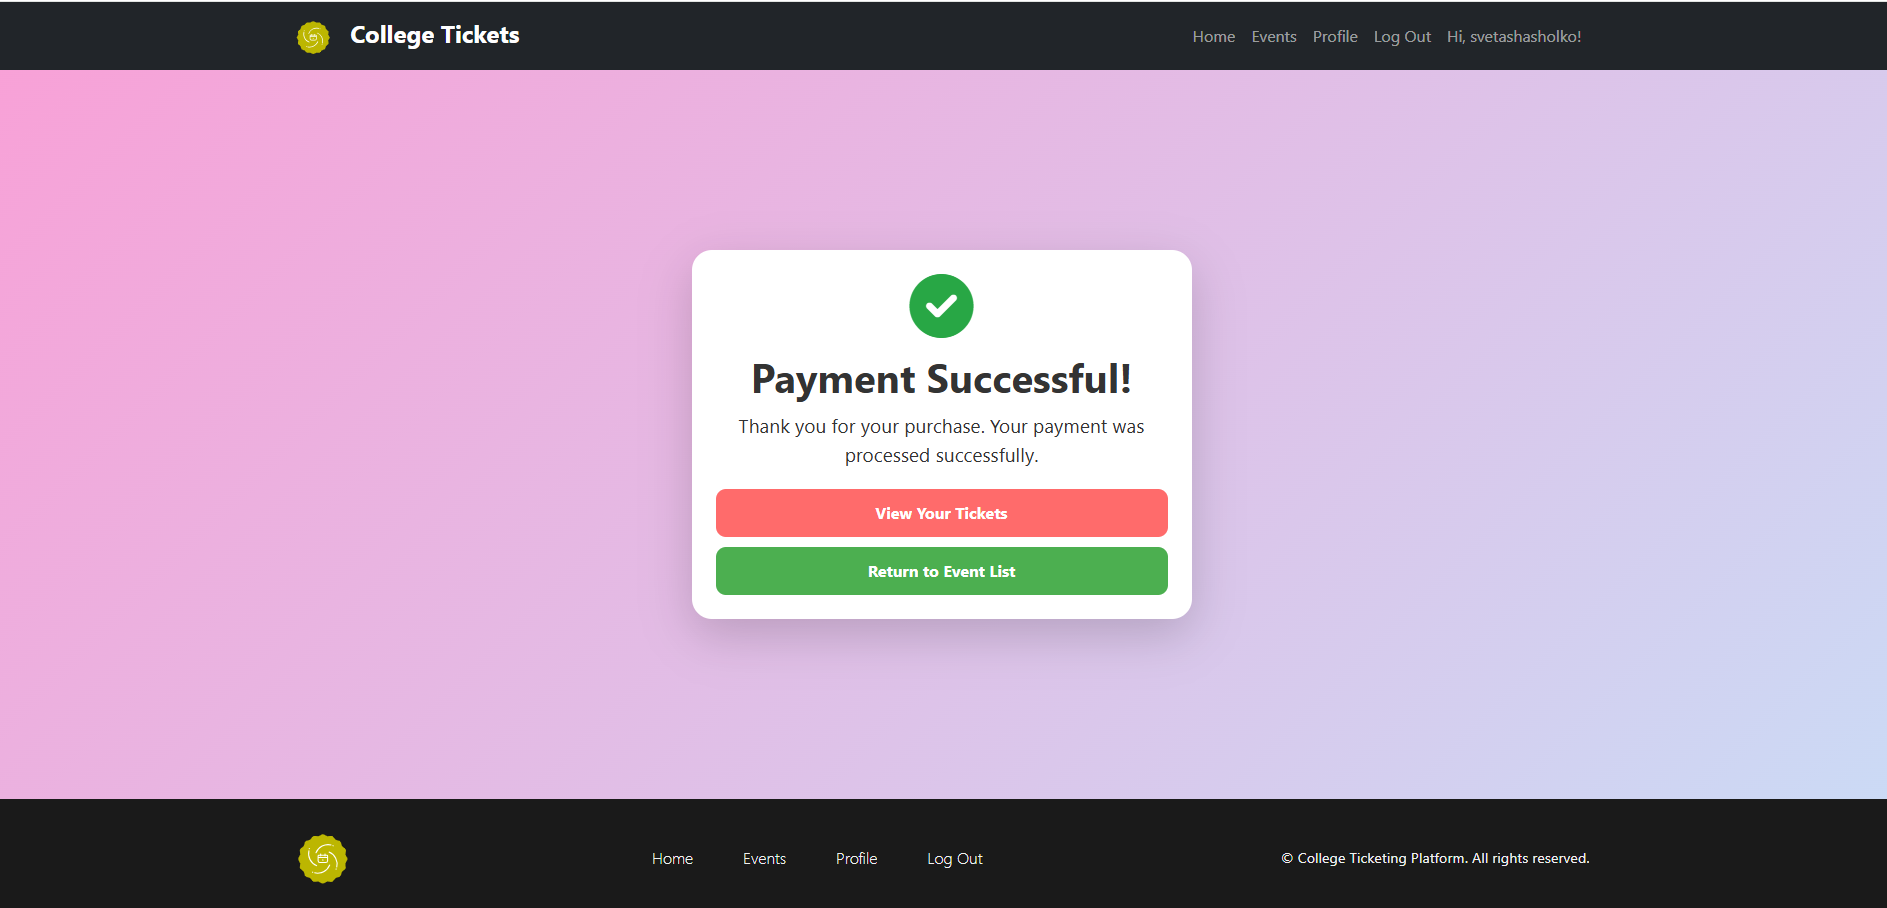 College Tickets
Home Events Profile Log Out Hi, svetashasholko!
Payment Successful!
Thank you for your purchase. Your payment was
processed successfully.
View Your Tickets
Return to Event List
Home Events Profile Log Out
© College Ticketing Platform. All rights reserved.